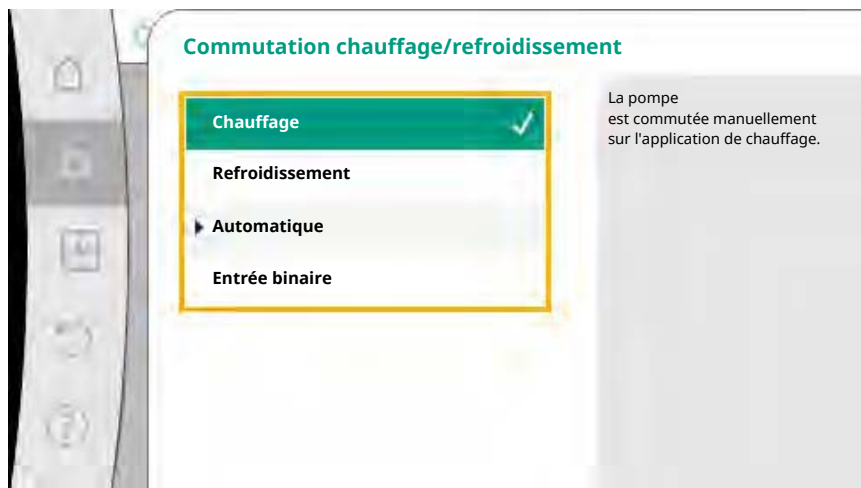 Commutation chauffage/refroidissement
Chauffage
Refroidissement
Automatique
Entrée binaire
La pompe
est commutée manuellement
sur l'application de chauffage.